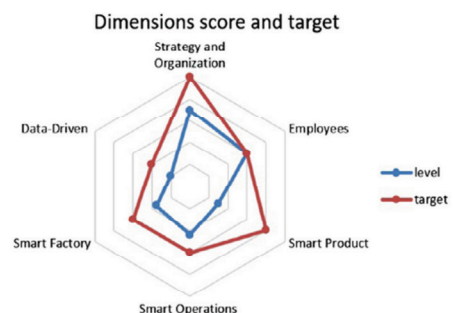 Dimensions score and target
Strategy and
Organization
Data-Driven
Employees
level
target
Smart Factory
Smart Product
Smart Operations